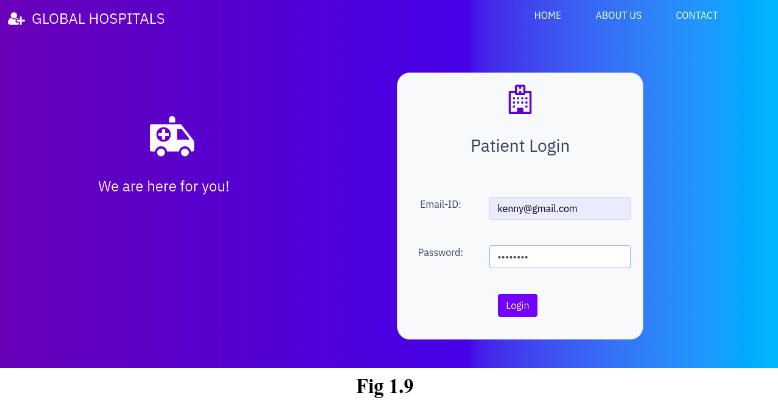 GLOBAL HOSPITALS
HOME ABOUT US CONTACT
We are here for you!
H
Patient Login
Email-ID: kenny@gmail.com
Password: ••••••••
Login
Fig 1.9